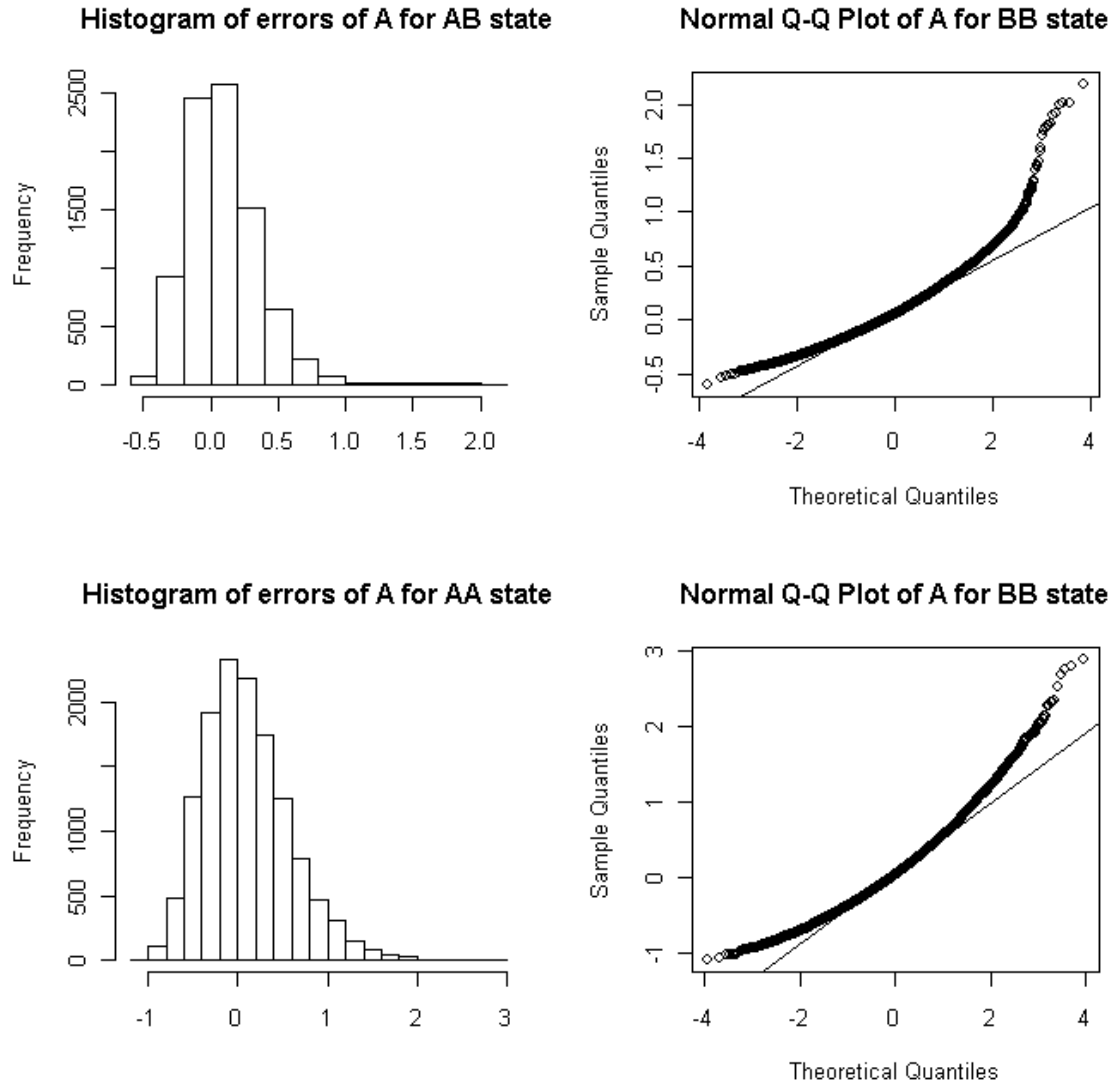 Histogram of errors of A for AB state
Normal Q-Q Plot of A for BB state
Frequency
0
500
1500
2500
-0.5 0.0 0.5 1.0 1.5 2.0
Sample Quantiles
-0.5 0.0 0.5 1.0 1.5 2.0
-4 -2 0 2 4
Theoretical Quantiles
Histogram of errors of A for AA state
Normal Q-Q Plot of A for BB state
Frequency
0 500 1000 2000
-1 0 1 2 3
Sample Quantiles
-1 0 1 2 3
-4 -2 0 2 4
Theoretical Quantiles